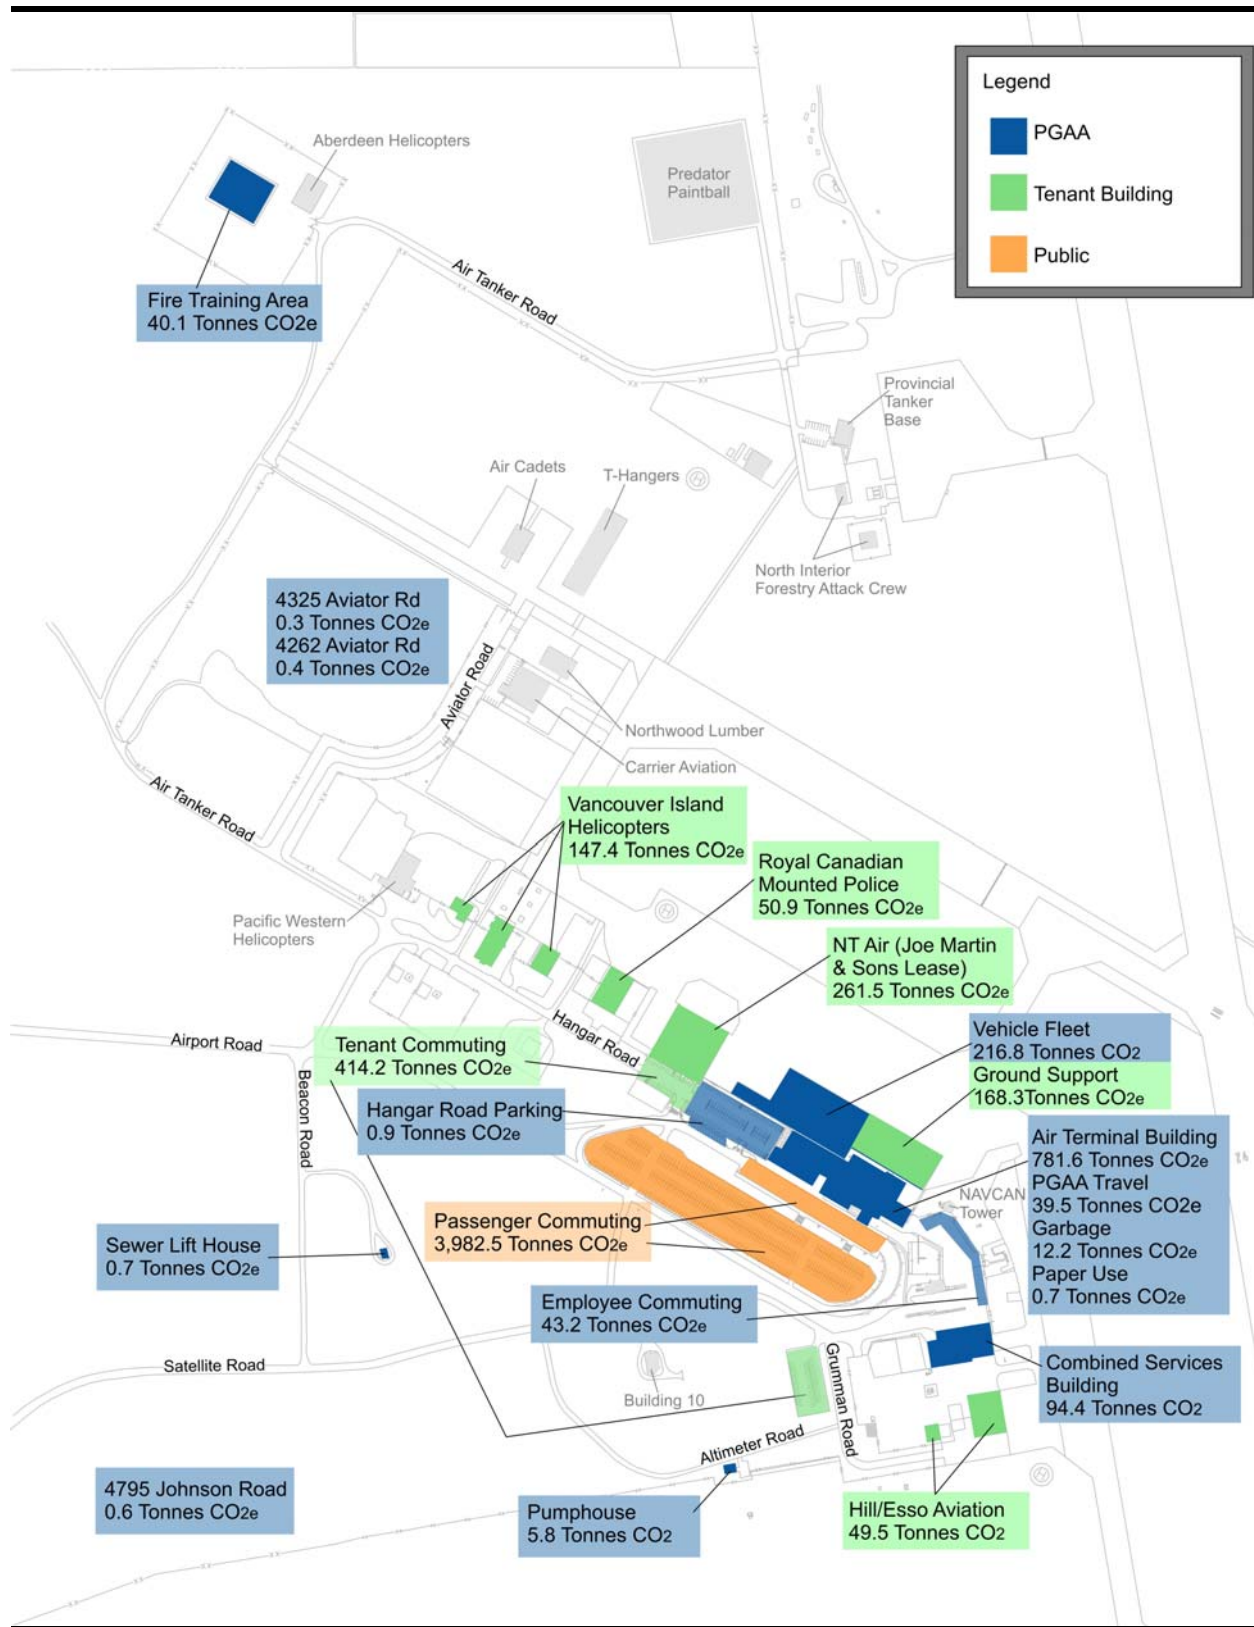 Legend
PGAA
Tenant Building
Public
Aberdeen Helicopters
Predator
Paintball
Fire Training Area
40.1 Tonnes CO2e
Air Tanker Road
Provincial
Tanker
Base
Air Cadets
T-Hangers
North Interior
Forestry Attack Crew
4325 Aviator Rd
0.3 Tonnes CO2e
4262 Aviator Rd
0.4 Tonnes CO2e
Aviator Road
Northwood Lumber
Carrier Aviation
Air Tanker Road
Vancouver Island
Helicopters
147.4 Tonnes CO2e
Royal Canadian
Mounted Police
50.9 Tonnes CO2e
Pacific Western
Helicopters
NT Air (Joe Martin
& Sons Lease)
261.5 Tonnes CO2e
Hangar Road
Airport Road
Tenant Commuting
414.2 Tonnes CO2e
Vehicle Fleet
216.8 Tonnes CO2
Ground Support
168.3Tonnes CO2e
Beacon Road
Hangar Road Parking
0.9 Tonnes CO2e
Air Terminal Building
781.6 Tonnes CO2e
PGAA Travel
39.5 Tonnes CO2e
Garbage
12.2 Tonnes CO2e
Paper Use
0.7 Tonnes CO2e
NAVCAN
Tower
Passenger Commuting
3,982.5 Tonnes CO2e
Sewer Lift House
0.7 Tonnes CO2e
Employee Commuting
43.2 Tonnes CO2e
Satellite Road
Building 10
Grumman Road
Combined Services
Building
94.4 Tonnes CO2
Altimeter Road
4795 Johnson Road
0.6 Tonnes CO2e
Pumphouse
5.8 Tonnes CO2
Hill/Esso Aviation
49.5 Tonnes CO2